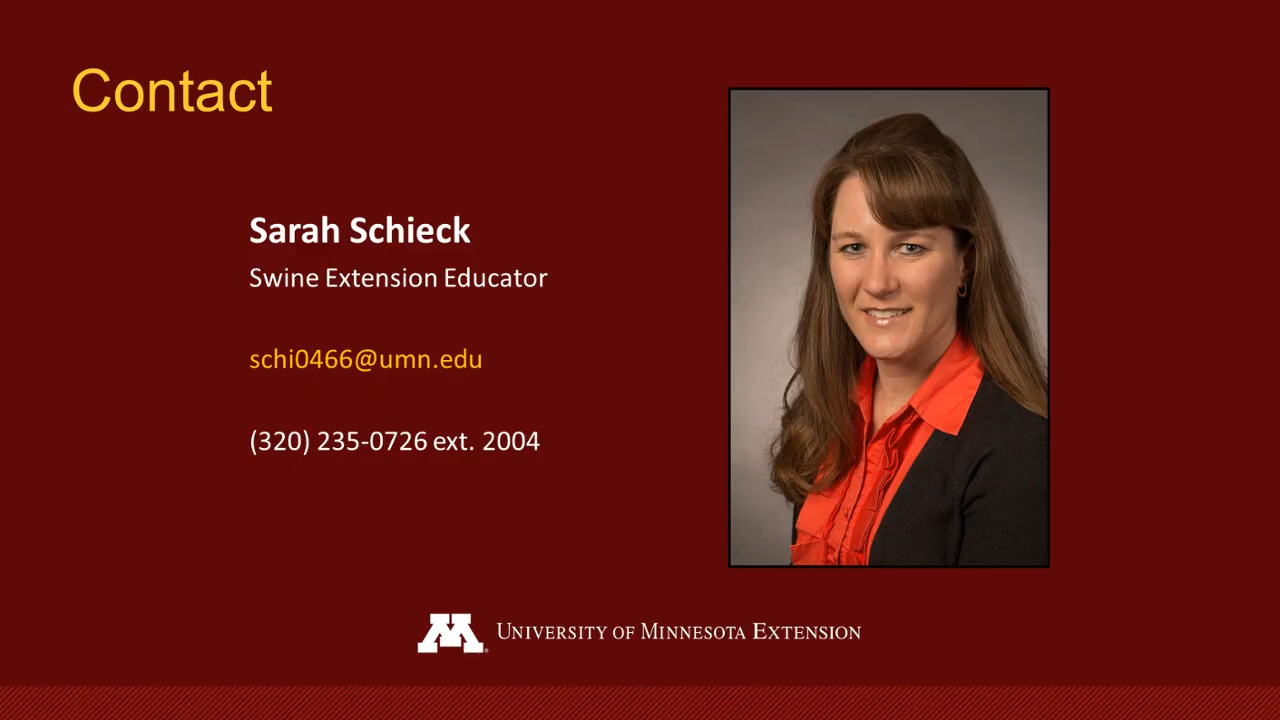 Contact
Sarah Schieck
Swine Extension Educator
schi0466@umn.edu
(320) 235-0726 ext. 2004
M
UNIVERSITY OF MINNESOTA EXTENSION